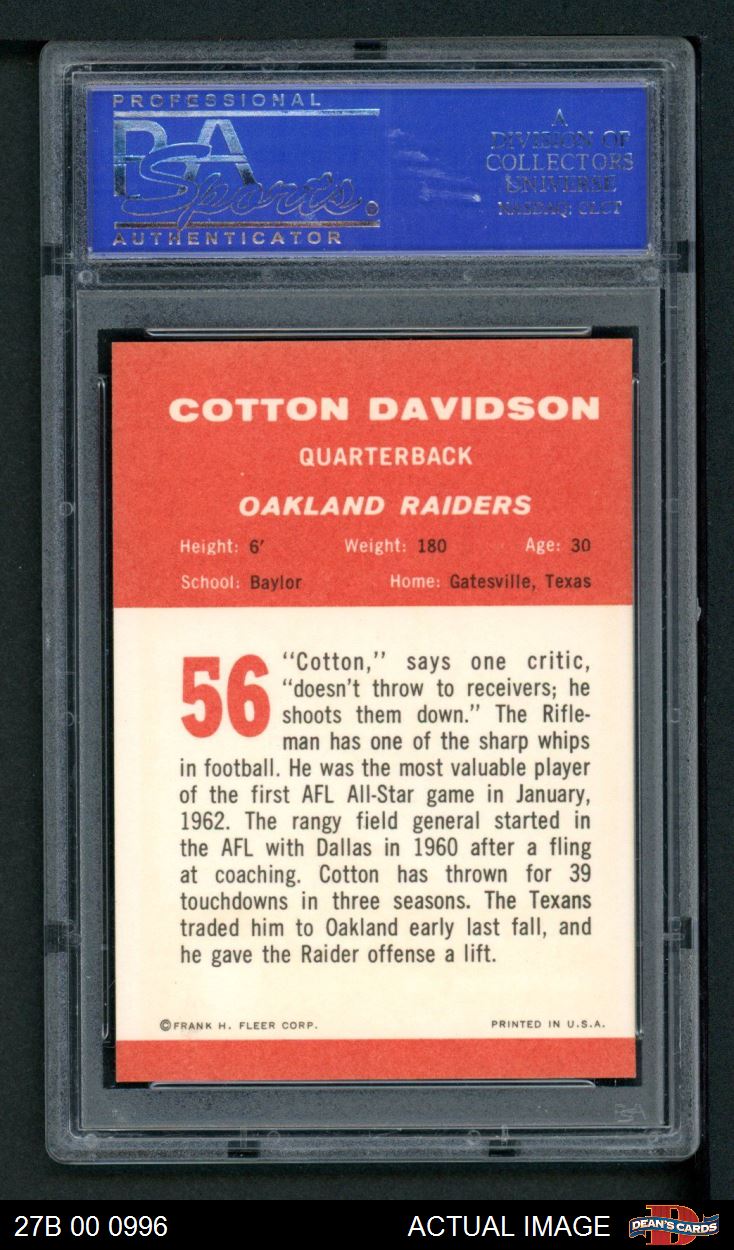 PROFESSIONAL
PSA
Sports
AUTHENTICATOR
A
DIVISION OF
COLLECTORS
UNIVERSE
NASDAQ: CLCT
COTTON DAVIDSON
QUARTERBACK
OAKLAND RAIDERS
Height: 6′ Weight: 180 Age: 30
School: Baylor Home: Gatesville, Texas
56
"Cotton," says one critic,
"doesn't throw to receivers; he
shoots them down." The Rifle-
man has one of the sharp whips
in football. He was the most valuable player
of the first AFL All-Star game in January,
1962. The rangy field general started in
the AFL with Dallas in 1960 after a fling
at coaching. Cotton has thrown for 39
touchdowns in three seasons. The Texans
traded him to Oakland early last fall, and
he gave the Raider offense a lift.
©FRANK H. FLEER CORP. PRINTED IN U.S.A.
PSA
27B 00 0996 ACTUAL IMAGE DEAN'S CARDS